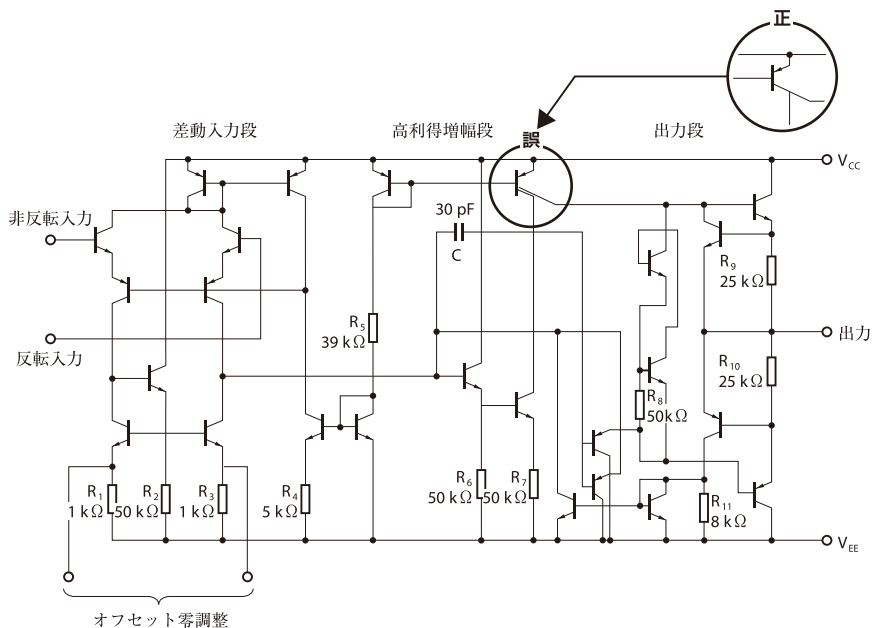 正
差動入力段
高利得増幅段
誤
出力段
V_CC
非反転入力
30 pF
C
R_9
25 kΩ
R_5
39 kΩ
出力
反転入力
R_10
25 kΩ
R_8
50kΩ
R_1
1 kΩ
R_2
50 kΩ
R_3
1 kΩ
R_4
5 kΩ
R_6
50 kΩ
R_7
50 kΩ
R_11
8 kΩ
V_EE
オフセット零調整